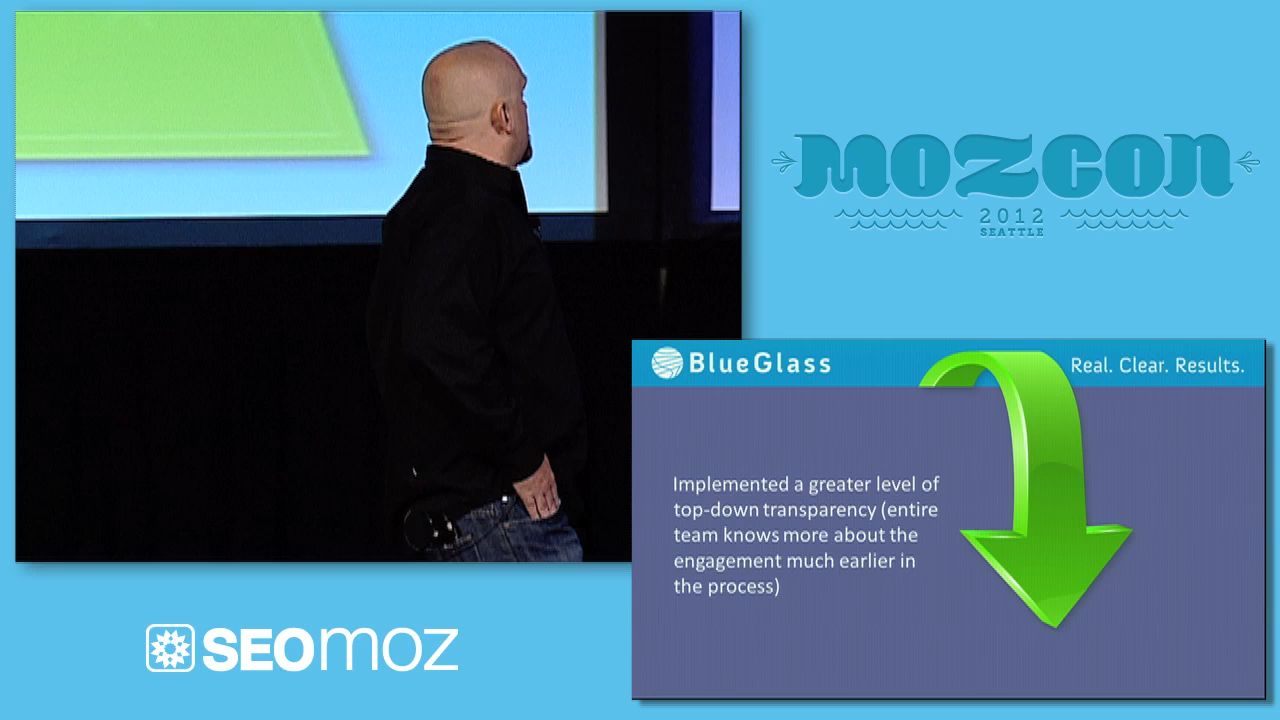 MOZCON
2012
SEATTLE
BlueGlass
Real. Clear. Results.
Implemented a greater level of
top-down transparency (entire
team knows more about the
engagement much earlier in
the process)
SEOmoz